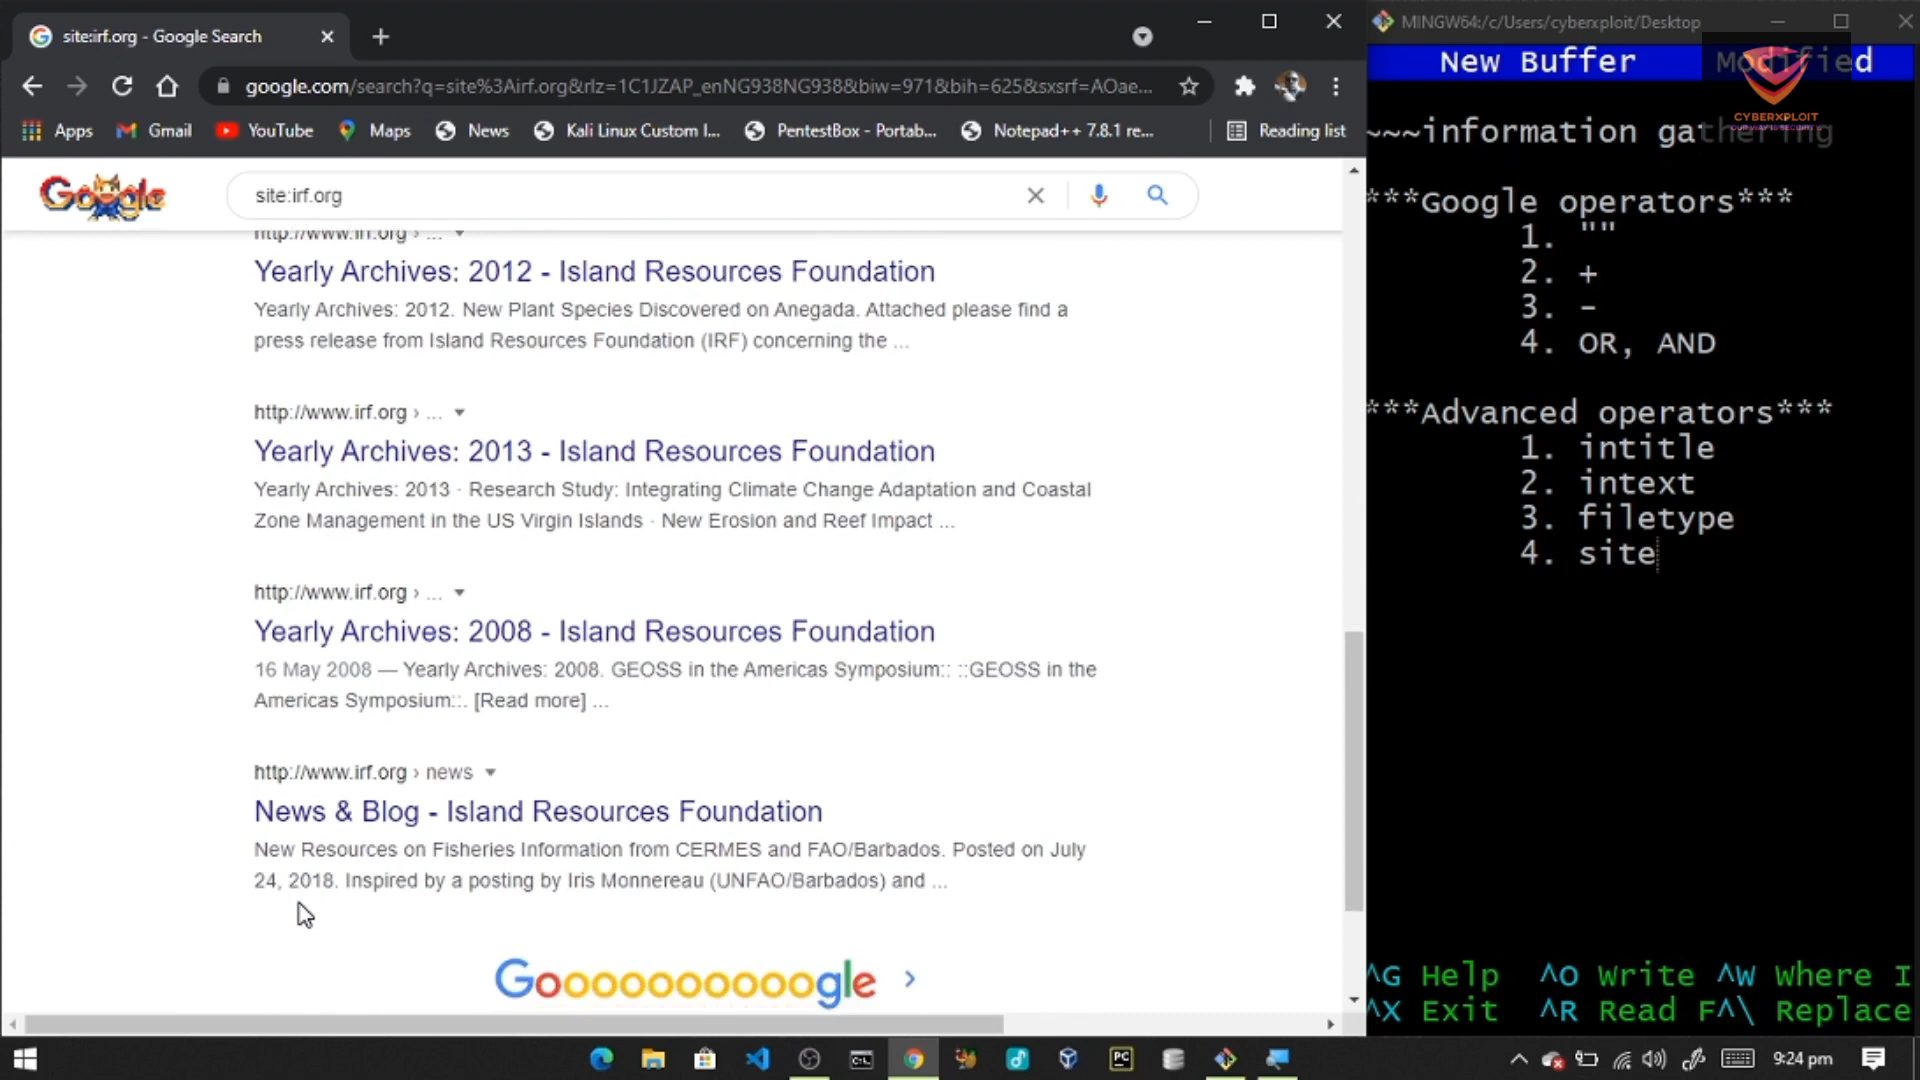 site:irf.org - Google Search
google.com/search?q=site%3Airf.org&rlz=1C1JZAP_enNG938NG938&biw=971&bih=625&sxsrf=AOae...
Apps Gmail YouTube Maps News Kali Linux Custom I... PentestBox - Portab... Notepad++ 7.8.1 re... Reading list
Google site:irf.org
http://www.irf.org › ...
Yearly Archives: 2012 - Island Resources Foundation
Yearly Archives: 2012. New Plant Species Discovered on Anegada. Attached please find a
press release from Island Resources Foundation (IRF) concerning the ...
http://www.irf.org › ...
Yearly Archives: 2013 - Island Resources Foundation
Yearly Archives: 2013 · Research Study: Integrating Climate Change Adaptation and Coastal
Zone Management in the US Virgin Islands · New Erosion and Reef Impact ...
http://www.irf.org › ...
Yearly Archives: 2008 - Island Resources Foundation
16 May 2008 — Yearly Archives: 2008. GEOSS in the Americas Symposium:: ::GEOSS in the
Americas Symposium::. [Read more] ...
http://www.irf.org › news
News & Blog - Island Resources Foundation
New Resources on Fisheries Information from CERMES and FAO/Barbados. Posted on July
24, 2018. Inspired by a posting by Iris Monnereau (UNFAO/Barbados) and ...
Goooooooooogle >
MINGW64:/c/Users/cyberxploit/Desktop
New Buffer Modified
CYBERXPLOIT
~~~information gathering
***Google operators***
1. ""
2. +
3. -
4. OR, AND
***Advanced operators***
1. intitle
2. intext
3. filetype
4. site
^G Help ^O Write ^W Where I
^X Exit ^R Read F^\ Replace
9:24 pm